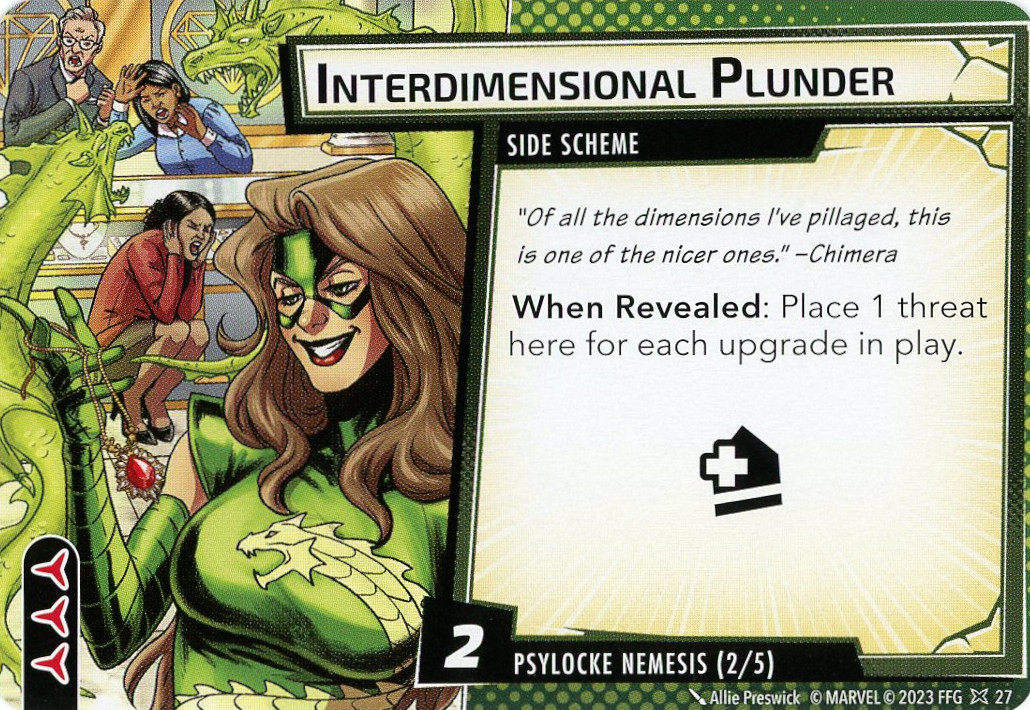 INTERDIMENSIONAL PLUNDER
SIDE SCHEME
"Of all the dimensions I've pillaged, this
is one of the nicer ones." –Chimera
When Revealed: Place 1 threat
here for each upgrade in play.
2
PSYLOCKE NEMESIS (2/5)
Allie Preswick © MARVEL © 2023 FFG 27